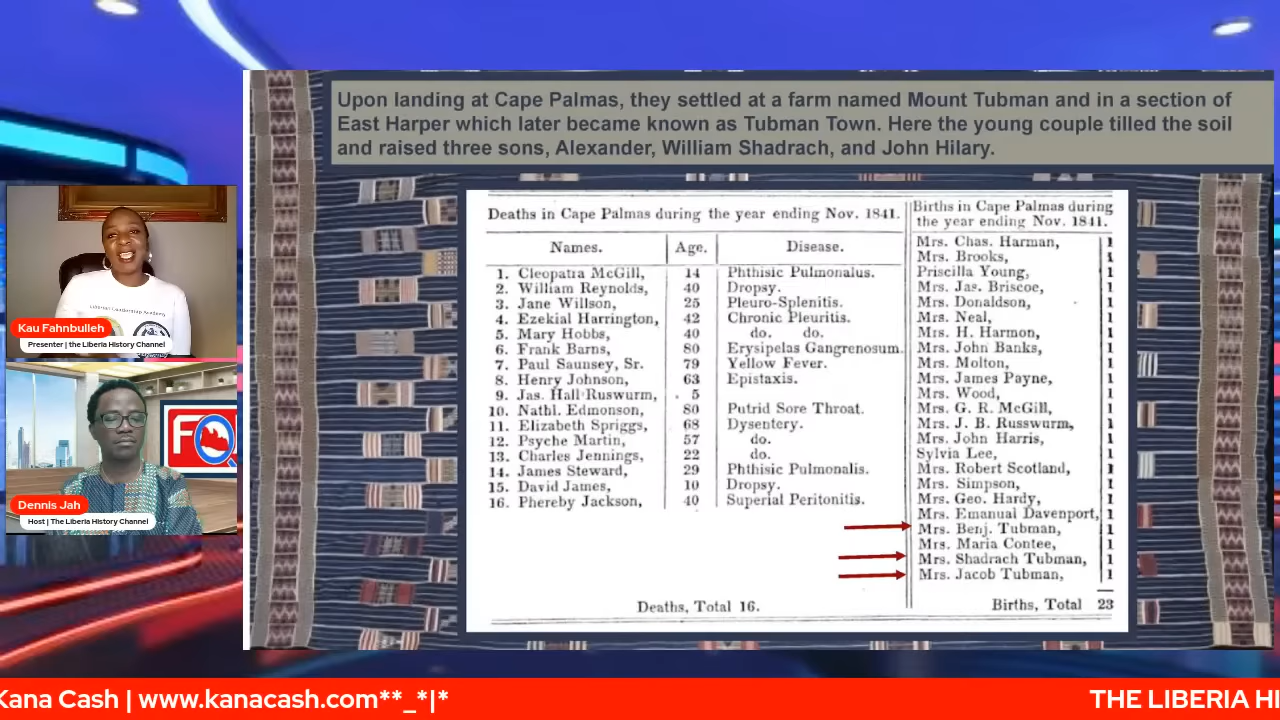 Upon landing at Cape Palmas, they settled at a farm named Mount Tubman and in a section of
East Harper which later became known as Tubman Town. Here the young couple tilled the soil
and raised three sons, Alexander, William Shadrach, and John Hilary.
Deaths in Cape Palmas during the year ending Nov. 1841.
Names. Age. Disease.
1. Cleopatra McGill, 14 Phthisic Pulmonalus.
2. William Reynolds, 40 Dropsy.
3. Jane Willson, 25 Pleuro-Splenitis.
4. Ezekial Harrington, 42 Chronic Pleuritis.
5. Mary Hobbs, 40 do. do.
6. Frank Barns, 80 Erysipelas Gangrenosum.
7. Paul Saunsey, Sr. 79 Yellow Fever.
8. Henry Johnson, 63 Epistaxis.
9. Jas. Hall Ruswurm, 5
10. Nathl. Edmonson, 80 Putrid Sore Throat.
11. Elizabeth Spriggs, 68 Dysentery.
12. Psyche Martin, 57 do.
13. Charles Jennings, 22 do.
14. James Steward, 29 Phthisic Pulmonalis.
15. David James, 10 Dropsy.
16. Phereby Jackson, 40 Superial Peritonitis.
Deaths, Total 16.
Births in Cape Palmas during
the year ending Nov. 1841.
Mrs. Chas. Harman, 1
Mrs. Brooks, 1
Priscilla Young, 1
Mrs. Jas. Briscoe, 1
Mrs. Donaldson, 1
Mrs. Neal, 1
Mrs. H. Harmon, 1
Mrs. John Banks, 1
Mrs. Molton, 1
Mrs. James Payne, 1
Mrs. Wood, 1
Mrs. G. R. McGill, 1
Mrs. J. B. Russwurm, 1
Mrs. John Harris, 1
Sylvia Lee, 1
Mrs. Robert Scotland, 1
Mrs. Simpson, 1
Mrs. Geo. Hardy, 1
Mrs. Emanual Davenport, 1
Mrs. Benj. Tubman, 1
Mrs. Maria Contee, 1
Mrs. Shadrach Tubman, 1
Mrs. Jacob Tubman, 1
Births, Total 23
Kau Fahnbulleh
Presenter | the Liberia History Channel
Dennis Jah
Host | The Liberia History Channel
Kana Cash | www.kanacash.com**_*|*
THE LIBERIA HI